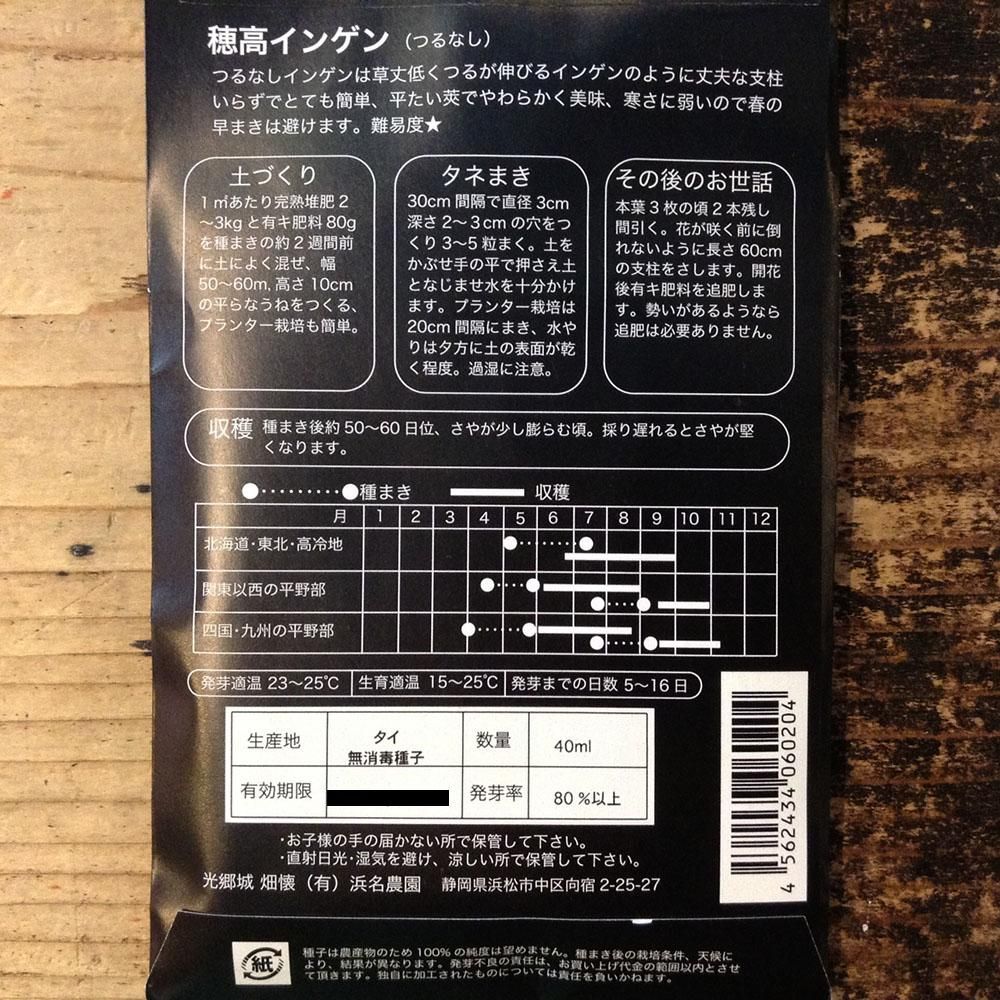 穂高インゲン (つるなし)
つるなしインゲンは草丈低くつるが伸びるインゲンのように丈夫な支柱
いらずでとても簡単、平たい莢でやわらかく美味、寒さに弱いので春の
早まきは避けます。難易度★
土づくり
1㎡あたり完熟堆肥2
～3kgと有キ肥料80g
を種まきの約2週間前
に土によく混ぜ、幅
50～60m,高さ10cm
の平らなうねをつくる、
プランター栽培も簡単。
タネまき
30cm間隔で直径3cm
深さ2～3cmの穴をつ
くり3～5粒まく。土を
かぶせ手の平で押さえ土
となじませ水を十分かけ
ます。プランター栽培は
20cm間隔にまき、水や
りは夕方に土の表面が乾
く程度。過湿に注意。
その後のお世話
本葉3枚の頃2本残し
間引く。花が咲く前に倒
れないように長さ60cm
の支柱をさします。開花
後有キ肥料を追肥しま
す。勢いがあるようなら
追肥は必要ありません。
収穫 種まき後約50～60日位、さやが少し膨らむ頃。採り遅れるとさやが堅
くなります。
種まき 収穫
月 1 2 3 4 5 6 7 8 9 10 11 12
北海道・東北・高冷地
関東以西の平野部
四国・九州の平野部
発芽適温 23～25℃ 生育適温 15～25℃ 発芽までの日数 5～16日
生産地 タイ 数量 40ml
無消毒種子
有効期限 発芽率 80%以上
・お子様の手の届かない所で保管して下さい。
・直射日光・湿気を避け、涼しい所で保管して下さい。
光郷城 畑懐(有)浜名農園 静岡県浜松市中区向宿2-25-27
4 562434 060204
紙
種子は農産物のため100%の純度は望めません。種まき後の栽培条件、天候に
より、結果が異なります。発芽不良の責任は、お買い上げ代金の範囲以内とさせ
て頂きます。独自に加工されたものについては責任を負いかねます。